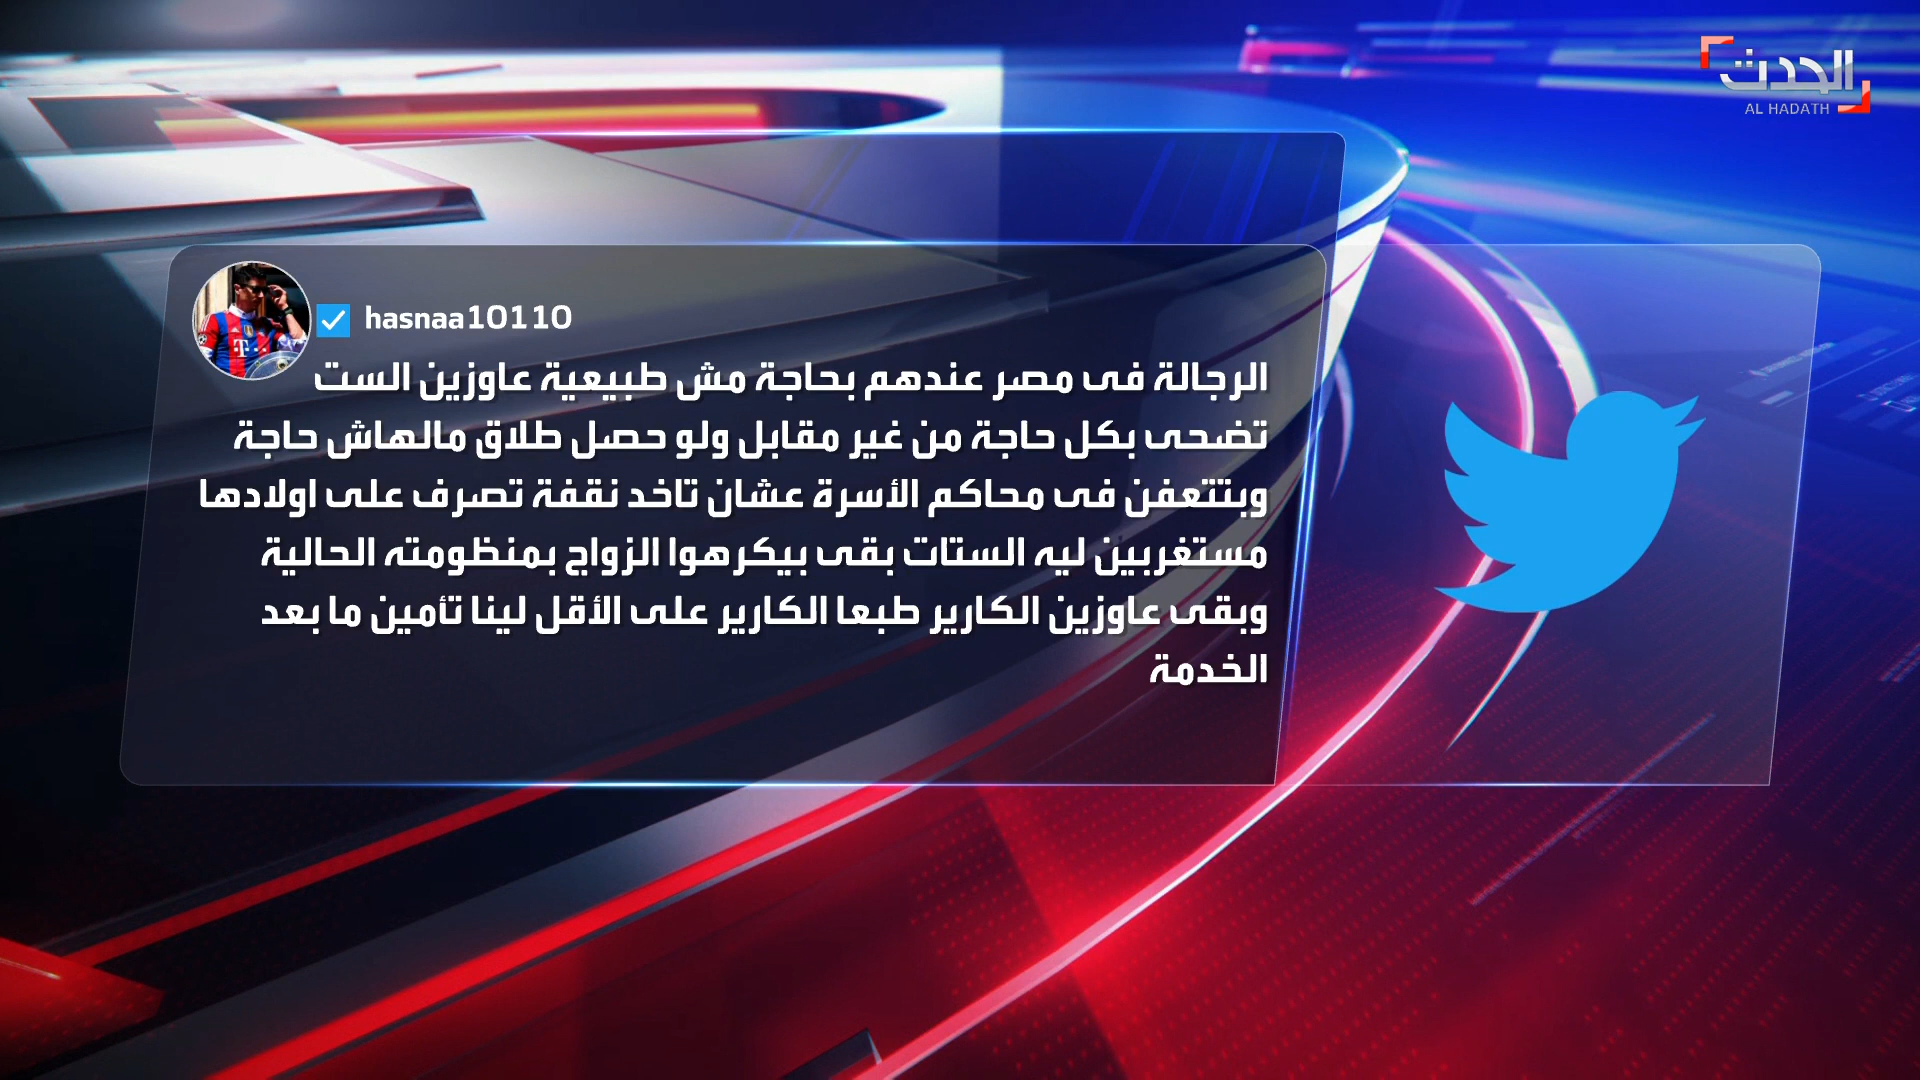 الحدث
AL HADATH
hasnaa10110
الرجالة فى مصر عندهم بحاجة مش طبيعية عاوزين الست
تضحى بكل حاجة من غير مقابل ولو حصل طلاق مالهاش حاجة
وبتتعفن فى محاكم الأسرة عشان تاخد نقفة تصرف على اولادها
مستغربين ليه الستات بقى بيكرهوا الزواج بمنظومته الحالية
وبقى عاوزين الكارير طبعا الكارير على الأقل لينا تأمين ما بعد
الخدمة